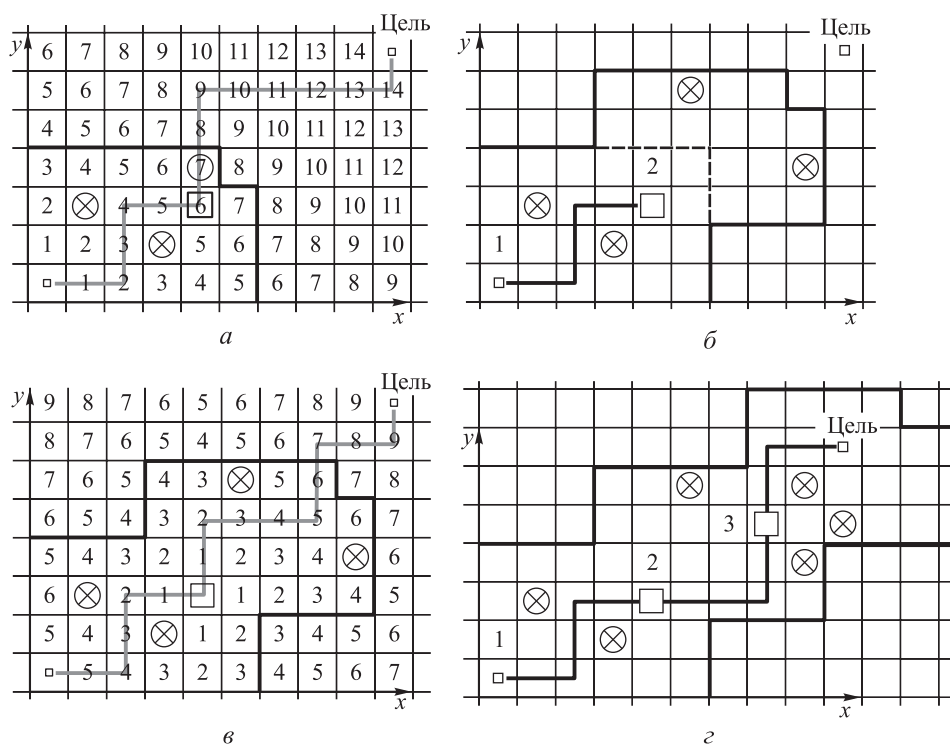 Цель
y 6 7 8 9 10 11 12 13 14
5 6 7 8 9 10 11 12 13 14
4 5 6 7 8 9 10 11 12 13
3 4 5 6 7 8 9 10 11 12
2 4 5 6 7 8 9 10 11
1 2 3 5 6 7 8 9 10
1 2 3 4 5 6 7 8 9
x
а
Цель
y
2
1
x
б
Цель
y 9 8 7 6 5 6 7 8 9
8 7 6 5 4 5 6 7 8 9
7 6 5 4 3 5 6 7 8
6 5 4 3 2 3 4 5 6 7
5 4 3 2 1 2 3 4 6
6 2 1 1 2 3 4 5
5 4 3 1 2 3 4 5 6
5 4 3 2 3 4 5 6 7
x
в
Цель
y
3
2
1
x
г